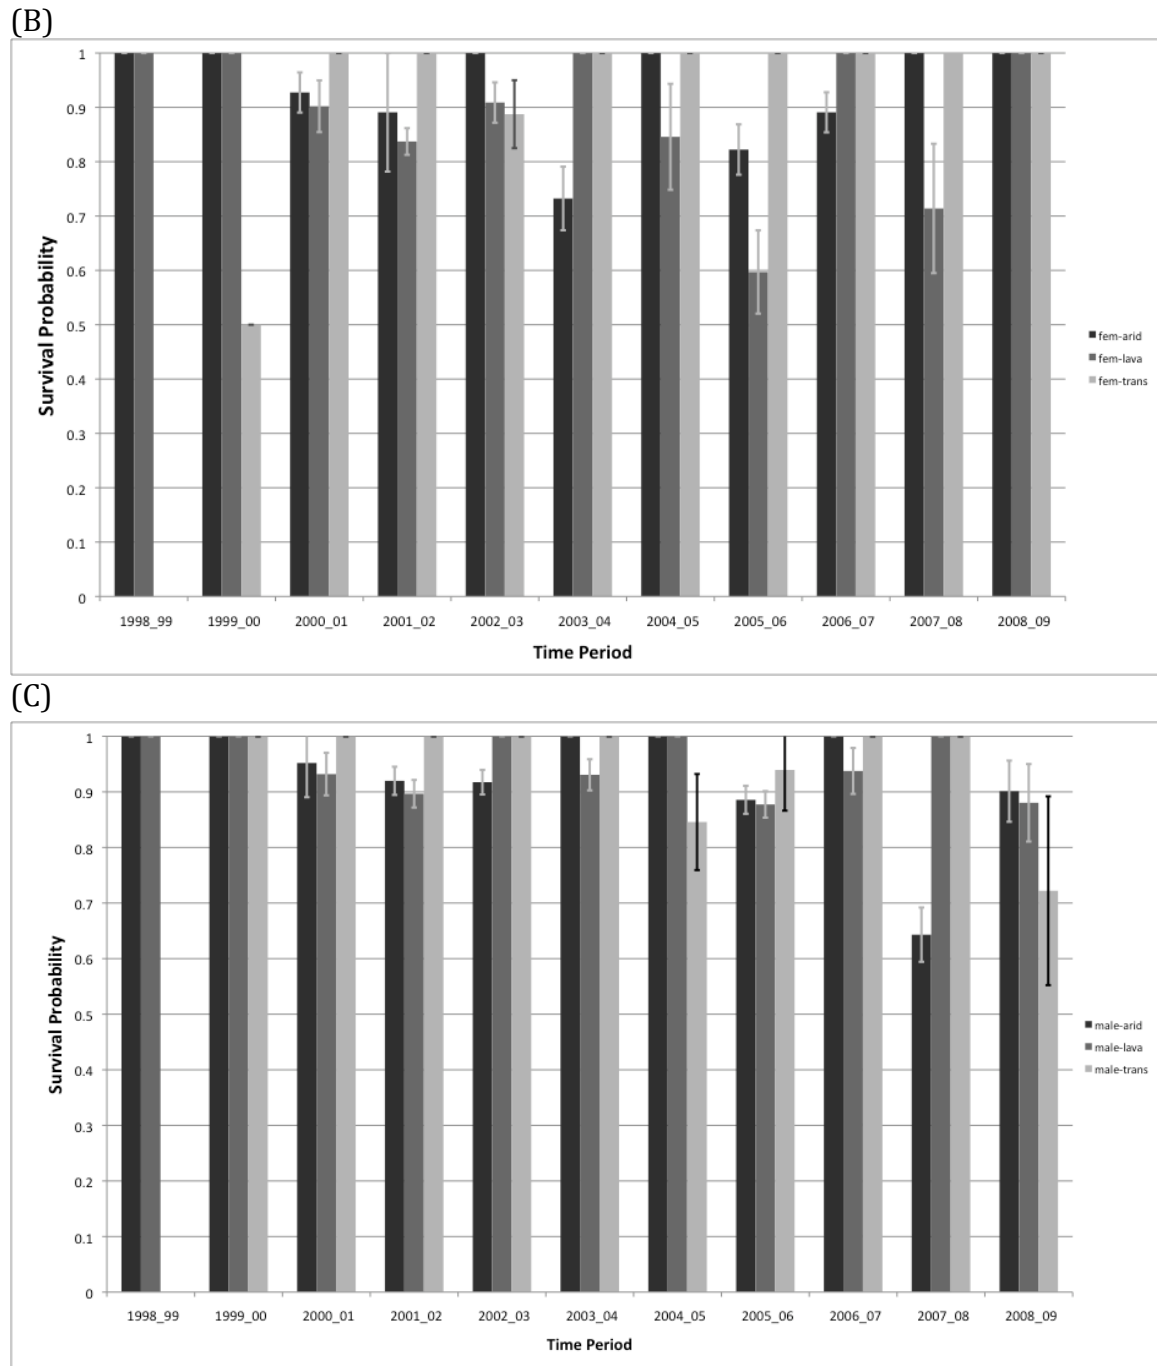 (B)
1
0.9
0.8
0.7
0.6
0.5
0.4
0.3
0.2
0.1
0
Survival Probability
1998_99 1999_00 2000_01 2001_02 2002_03 2003_04 2004_05 2005_06 2006_07 2007_08 2008_09
Time Period
fem-arid
fem-lava
fem-trans
(C)
1
0.9
0.8
0.7
0.6
0.5
0.4
0.3
0.2
0.1
0
Survival Probability
1998_99 1999_00 2000_01 2001_02 2002_03 2003_04 2004_05 2005_06 2006_07 2007_08 2008_09
Time Period
male-arid
male-lava
male-trans